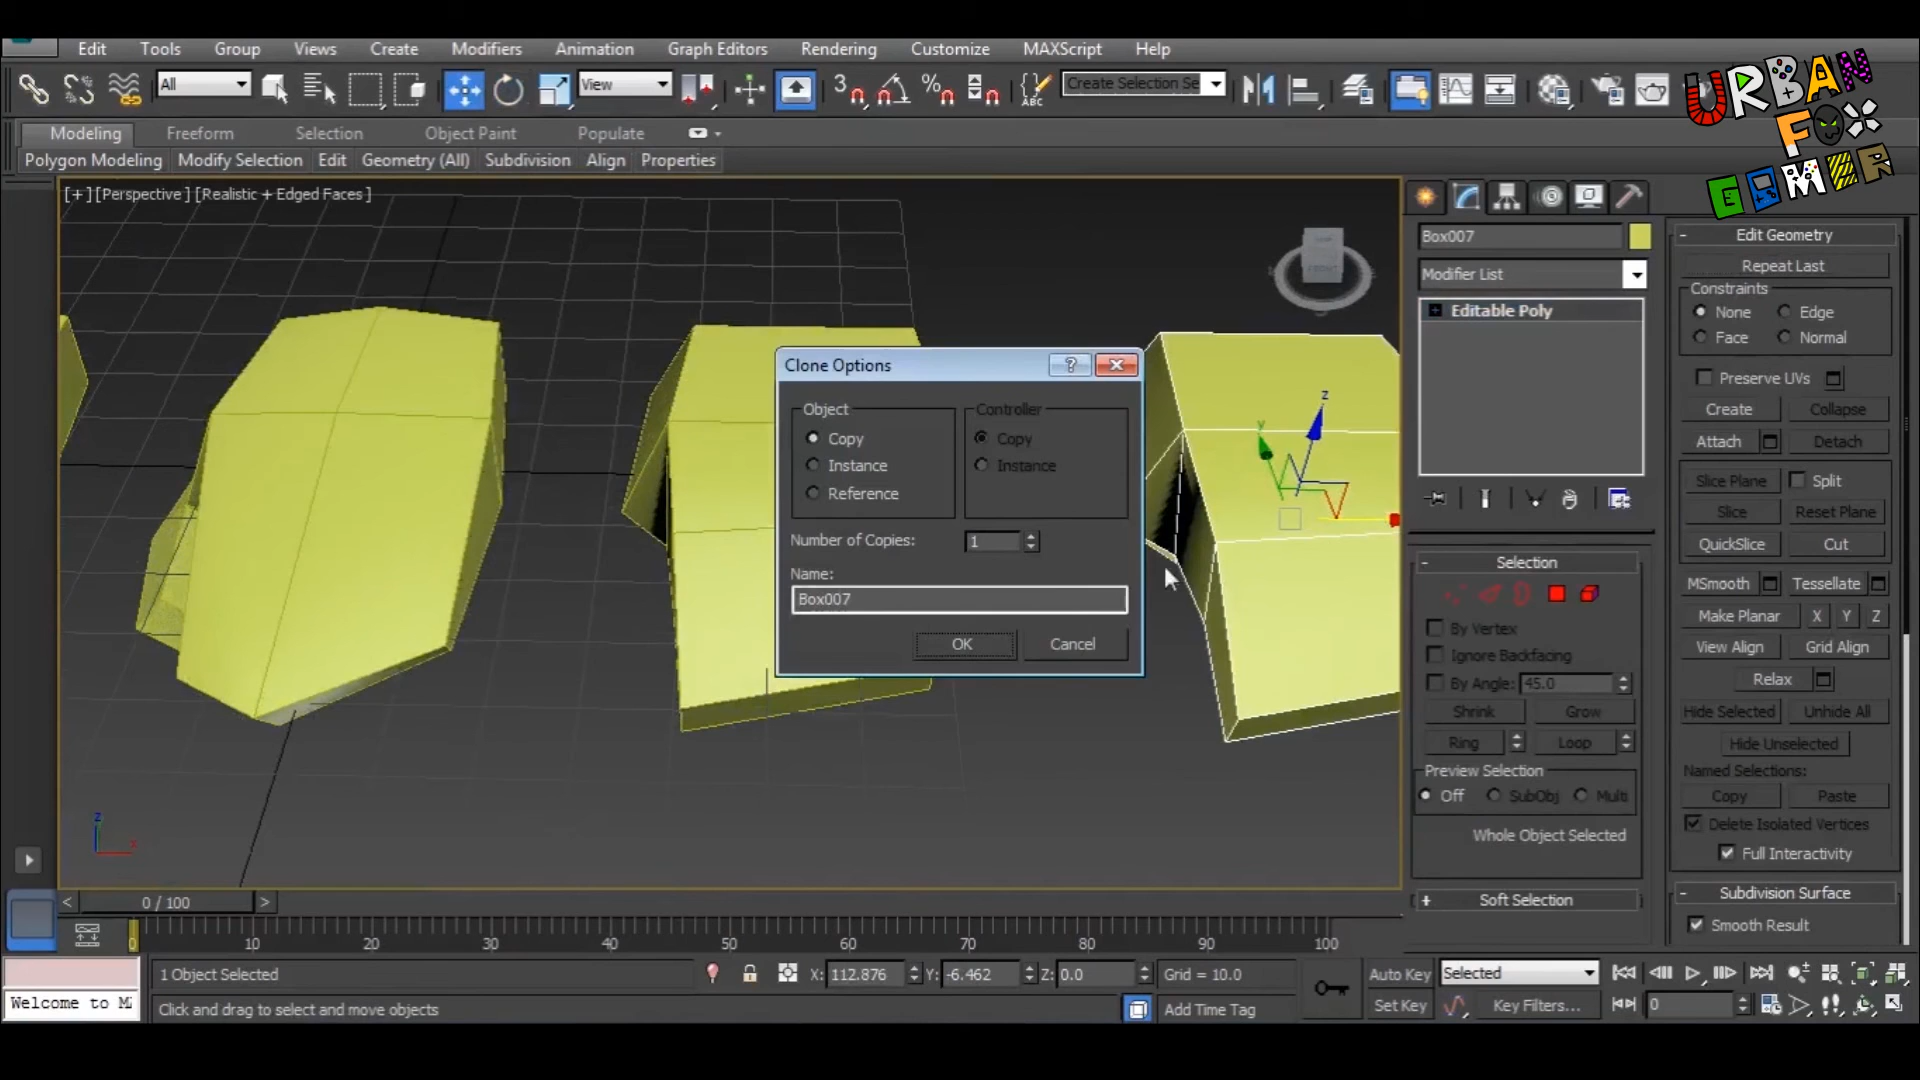 Edit Tools Group Views Create Modifiers Animation Graph Editors Rendering Customize MAXScript Help
All View 3 % ABC Create Selection Se
URBAN
FOX
GAMER
Modeling Freeform Selection Object Paint Populate
Polygon Modeling Modify Selection Edit Geometry (All) Subdivision Align Properties
[+] [Perspective ] [Realistic + Edged Faces ]
FRONT
Box007
Modifier List
Editable Poly
Edit Geometry
Repeat Last
Constraints
None Edge
Face Normal
Preserve UVs
Create Collapse
Attach Detach
Slice Plane Split
Slice Reset Plane
QuickSlice Cut
MSmooth Tessellate
Make Planar X Y Z
View Align Grid Align
Relax
Hide Selected Unhide All
Hide Unselected
Named Selections:
Copy Paste
Delete Isolated Vertices
Full Interactivity
Subdivision Surface
Smooth Result
Selection
By Vertex
Ignore Backfacing
By Angle: 45.0
Shrink Grow
Ring Loop
Preview Selection
Off SubObj Multi
Whole Object Selected
Soft Selection
Clone Options
Object Controller
Copy Copy
Instance Instance
Reference
Number of Copies: 1
Name:
Box007
OK Cancel
z
y
z
x
< 0 / 100 >
0 10 20 30 40 50 60 70 80 90 100
1 Object Selected X: 112.876 Y: -6.462 Z: 0.0 Grid = 10.0 Auto Key Selected
Welcome to M Click and drag to select and move objects Add Time Tag Set Key Key Filters... 0